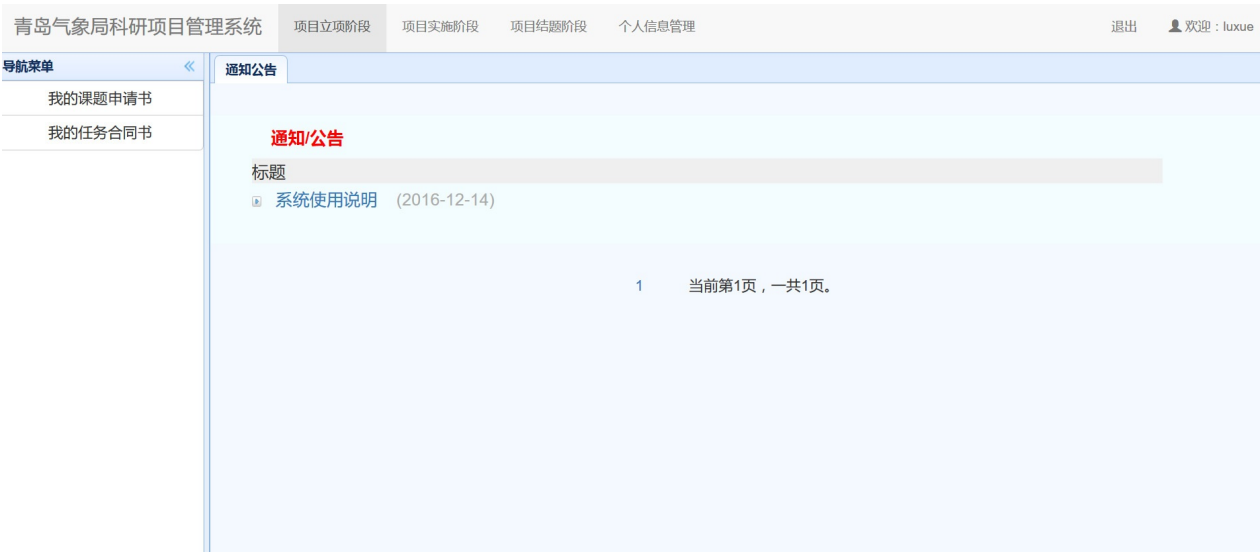 青岛气象局科研项目管理系统 项目立项阶段 项目实施阶段 项目结题阶段 个人信息管理 退出 欢迎：luxue
导航菜单
通知公告
我的课题申请书
我的任务合同书
通知/公告
标题
系统使用说明 (2016-12-14)
1 当前第1页，一共1页。